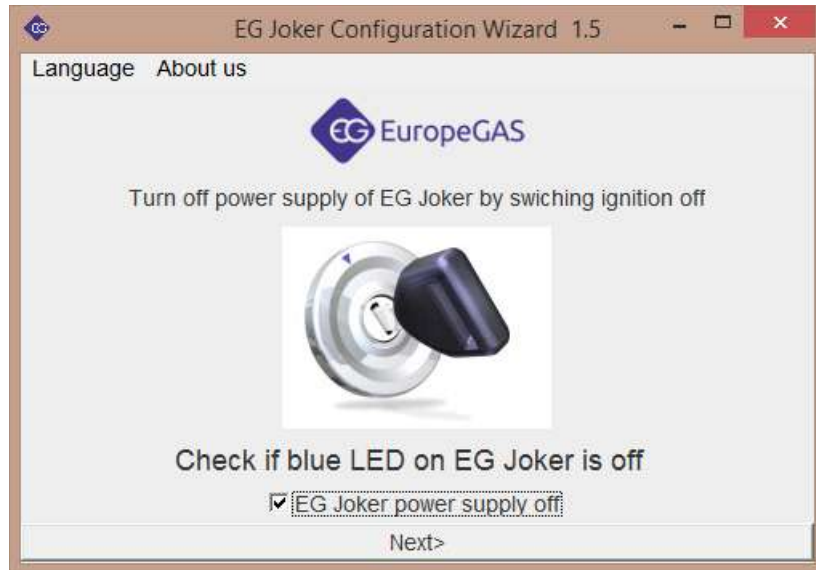 EG Joker Configuration Wizard 1.5
Language About us
EG EuropeGAS
Turn off power supply of EG Joker by swiching ignition off
Check if blue LED on EG Joker is off
EG Joker power supply off
Next>